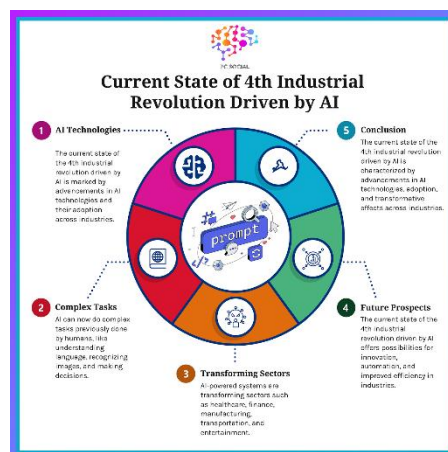 PC SOCIAL
Current State of 4th Industrial
Revolution Driven by AI
1 AI Technologies
The current state of
the 4th industrial
revolution driven by
AI is marked by
advancements in AI
technologies and
their adoption
across industries.
2 Complex Tasks
AI can now do complex
tasks previously done
by humans, like
understanding
language, recognizing
images, and making
decisions.
3 Transforming Sectors
AI-powered systems are
transforming sectors
such as healthcare, finance,
manufacturing,
transportation, and
entertainment.
4 Future Prospects
The current state of the
4th industrial
revolution driven by AI
offers possibilities for
innovation,
automation, and
improved efficiency in
industries.
5 Conclusion
The current state of the
4th industrial revolution
driven by AI is
characterized by
advancements in AI
technologies, adoption,
and transformative
effects across industries.
prompt